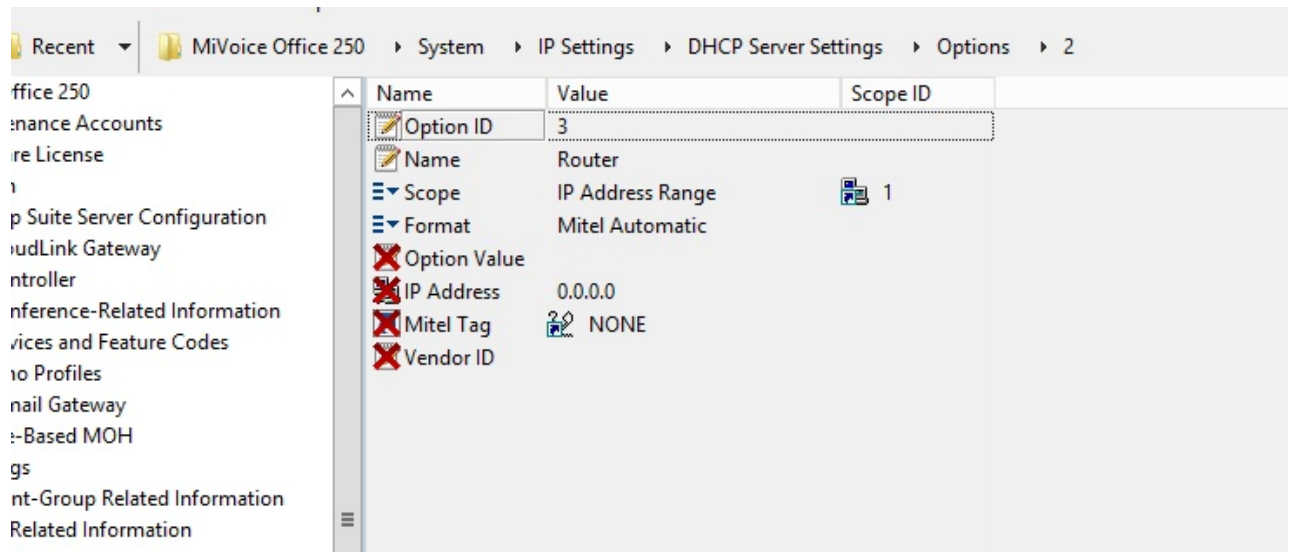 Recent MiVoice Office 250 System IP Settings DHCP Server Settings Options 2
ffice 250
enance Accounts
re License
p Suite Server Configuration
oudLink Gateway
ntroller
nference-Related Information
vices and Feature Codes
no Profiles
mail Gateway
e-Based MOH
gs
nt-Group Related Information
Related Information
Name Value Scope ID
Option ID 3
Name Router
Scope IP Address Range 1
Format Mitel Automatic
Option Value
IP Address 0.0.0.0
Mitel Tag NONE
Vendor ID